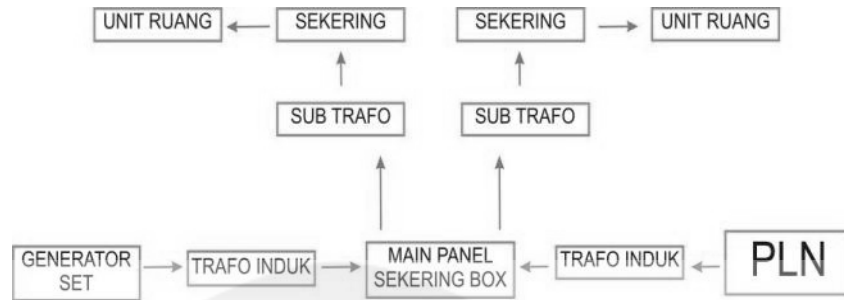 UNIT RUANG
SEKERING
SEKERING
UNIT RUANG
SUB TRAFO
SUB TRAFO
GENERATOR
SET
TRAFO INDUK
MAIN PANEL
SEKERING BOX
TRAFO INDUK
PLN